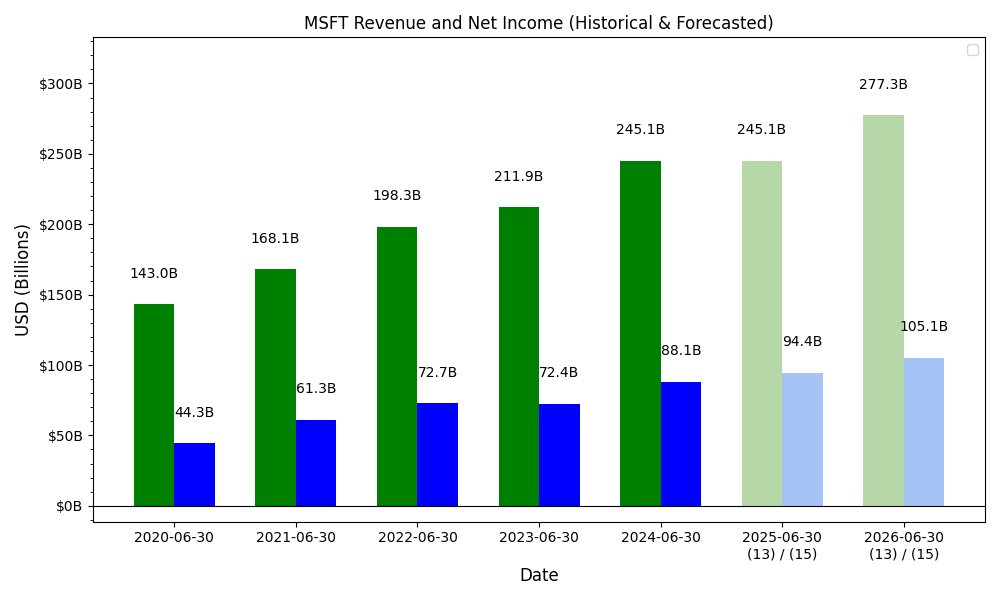 MSFT Revenue and Net Income (Historical & Forecasted)
USD (Billions)
$300B
$250B
$200B
$150B
$100B
$50B
$0B
143.0B
44.3B
168.1B
61.3B
198.3B
72.7B
211.9B
72.4B
245.1B
88.1B
245.1B
94.4B
277.3B
105.1B
2020-06-30
2021-06-30
2022-06-30
2023-06-30
2024-06-30
2025-06-30
(13) / (15)
2026-06-30
(13) / (15)
Date